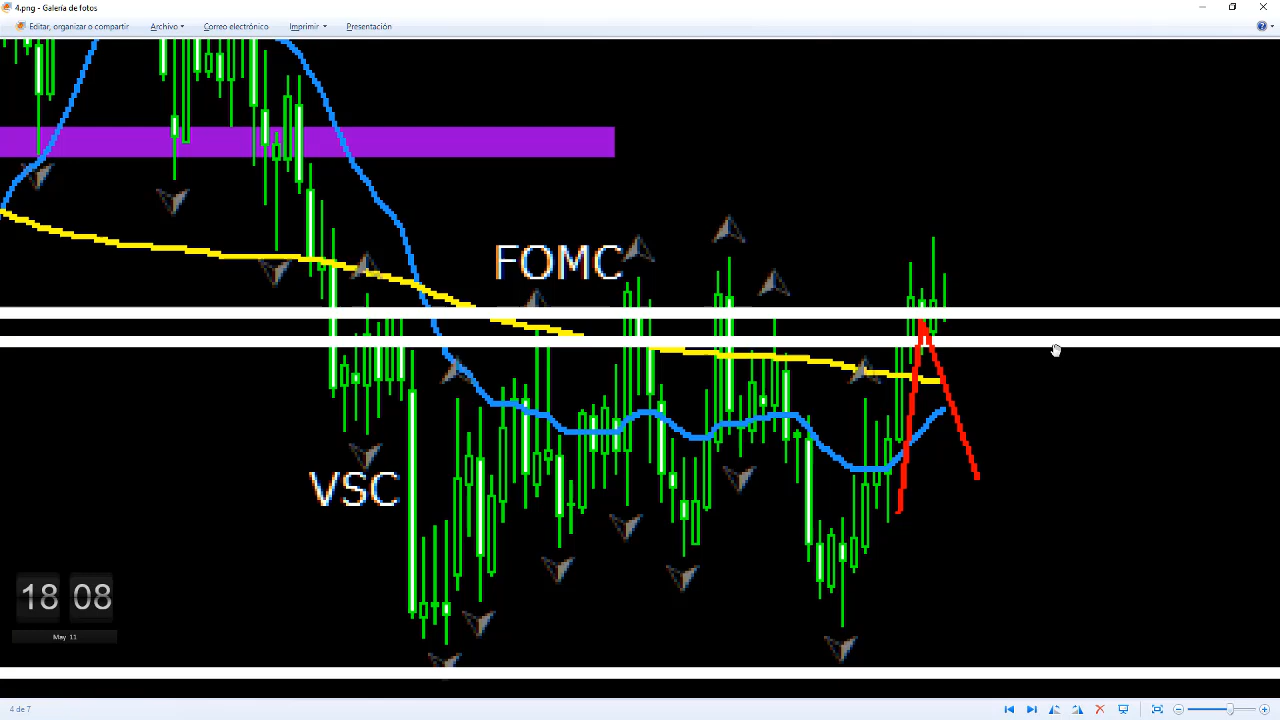 4.png - Galería de fotos
Editar, organizar o compartir Archivo Correo electrónico Imprimir Presentación
FOMC
VSC
18 08
May 11
4 de 7